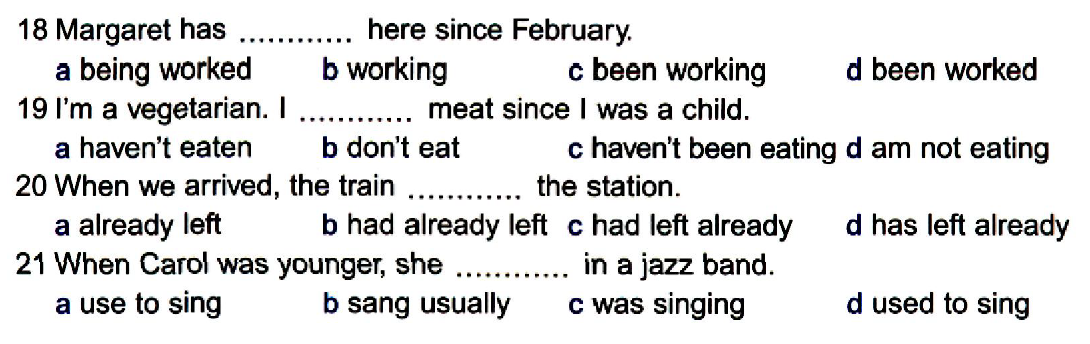 18 Margaret has ............ here since February.
a being worked b working c been working d been worked
19 I'm a vegetarian. I ............ meat since I was a child.
a haven't eaten b don't eat c haven't been eating d am not eating
20 When we arrived, the train ............ the station.
a already left b had already left c had left already d has left already
21 When Carol was younger, she ............ in a jazz band.
a use to sing b sang usually c was singing d used to sing